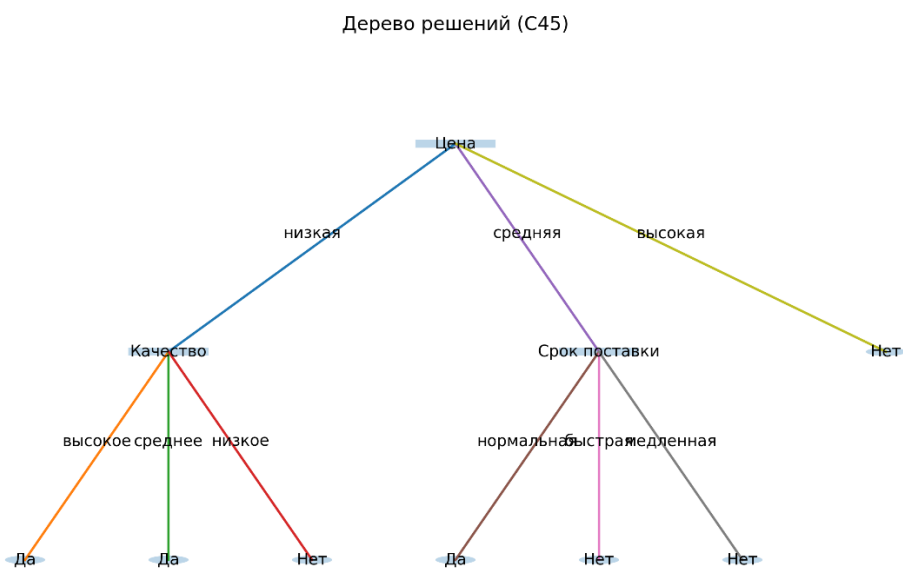 Дерево решений (C45)
Цена
низкая
средняя
высокая
Качество
Срок поставки
Нет
высокое
среднее
низкое
нормальная
быстрая
медленная
Да
Да
Нет
Да
Нет
Нет